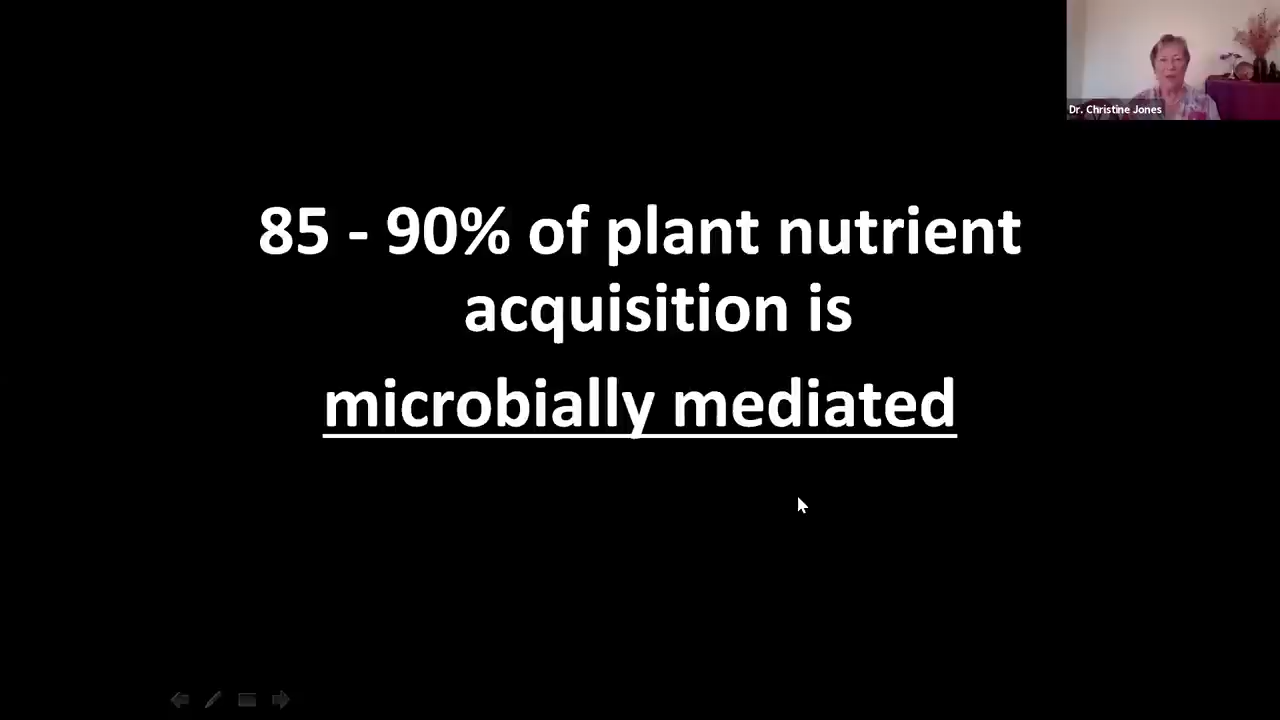 Dr. Christine Jones
85 - 90% of plant nutrient
acquisition is
microbially mediated